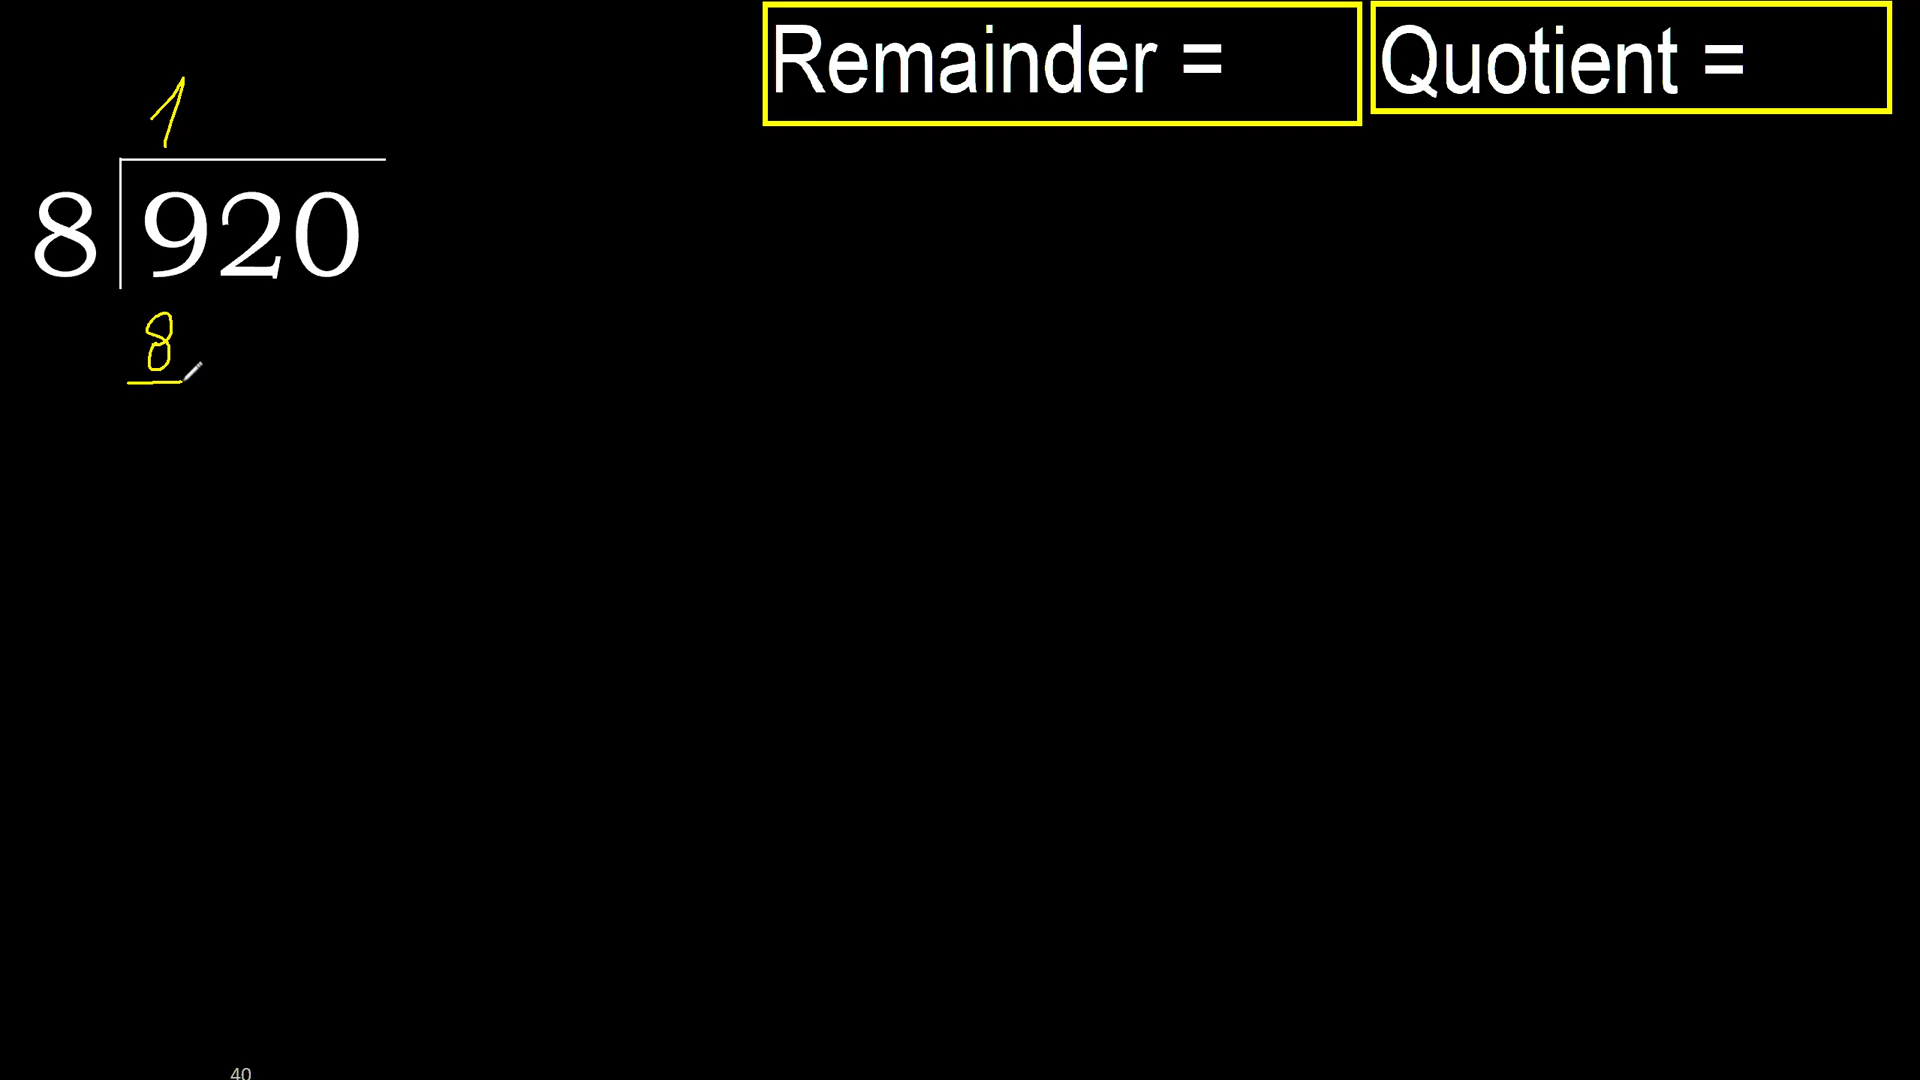 Remainder = Quotient =
1
8 920
8
40